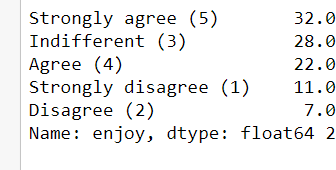 Strongly agree (5)      32.0
Indifferent (3)         28.0
Agree (4)               22.0
Strongly disagree (1)   11.0
Disagree (2)             7.0
Name: enjoy, dtype: float64 2